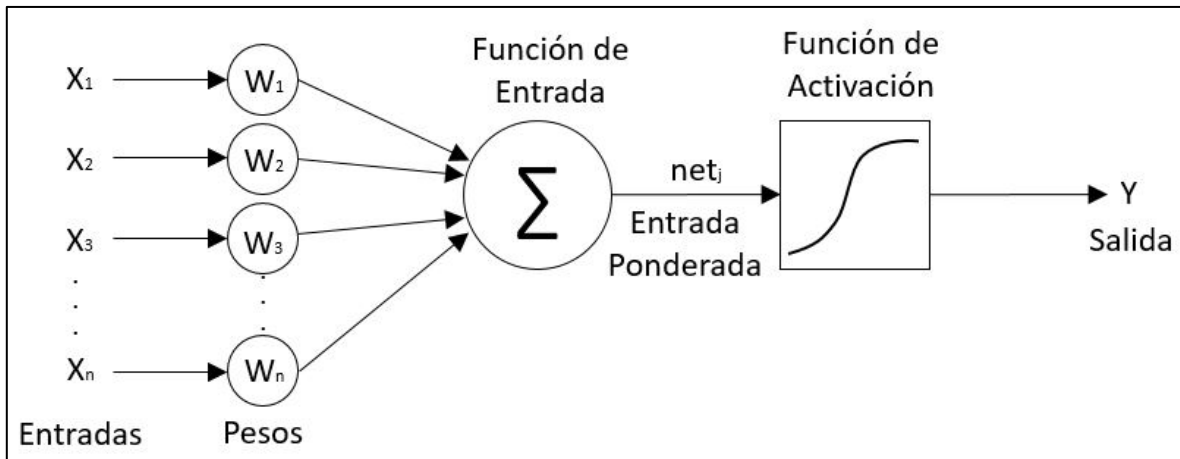 X₁
W₁
X₂
W₂
X₃
W₃
.
.
.
.
.
.
Xₙ
Wₙ
Entradas
Pesos
Función de
Entrada
∑
netⱼ
Entrada
Ponderada
Función de
Activación
Y
Salida